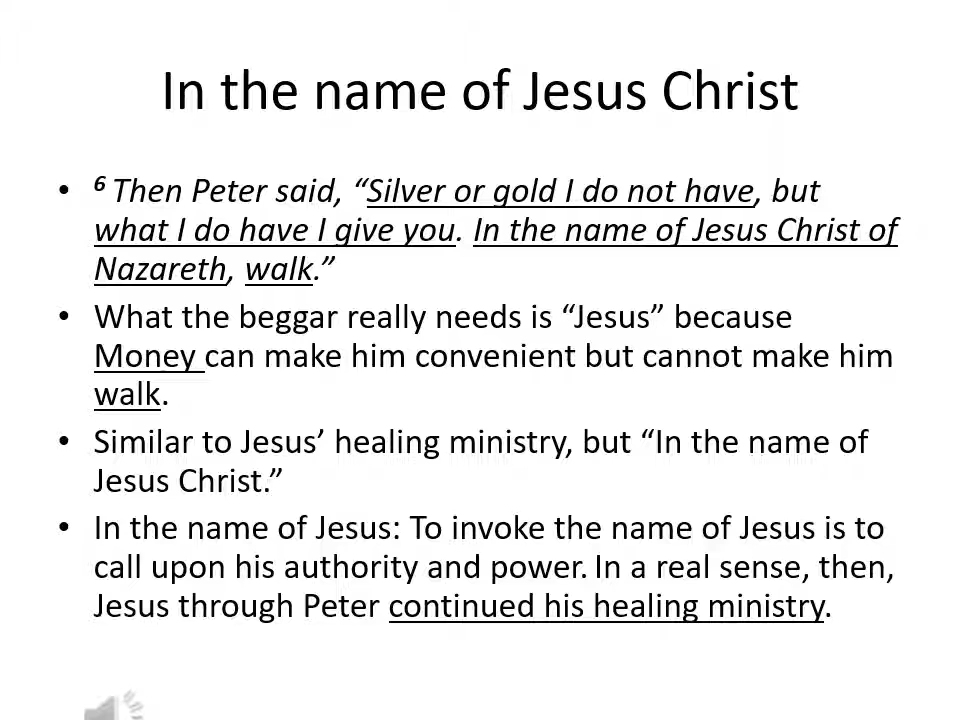 In the name of Jesus Christ
• ⁶ Then Peter said, “Silver or gold I do not have, but
what I do have I give you. In the name of Jesus Christ of
Nazareth, walk.”
• What the beggar really needs is “Jesus” because
Money can make him convenient but cannot make him
walk.
• Similar to Jesus’ healing ministry, but “In the name of
Jesus Christ.”
• In the name of Jesus: To invoke the name of Jesus is to
call upon his authority and power. In a real sense, then,
Jesus through Peter continued his healing ministry.